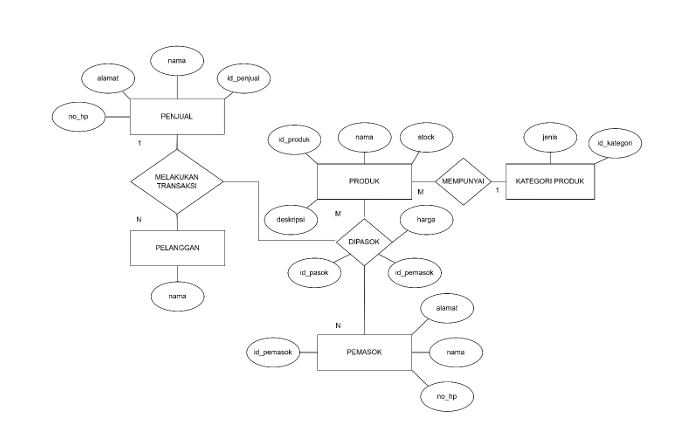 nama
alamat
id_penjual
no_hp
PENJUAL
1
MELAKUKAN
TRANSAKSI
N
PELANGGAN
nama
id_produk
nama
stock
PRODUK
M
MEMPUNYAI
1
KATEGORI PRODUK
jenis
id_kategori
deskripsi
M
harga
DIPASOK
id_pasok
id_pemasok
N
id_pemasok
PEMASOK
alamat
nama
no_hp